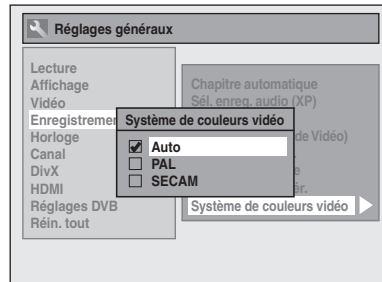 Réglages généraux
Lecture
Affichage
Vidéo
Horloge
Canal
DivX
HDMI
Réglages DVB
Réin. tout
Système de couleurs vidéo
Auto
PAL
SECAM
Chapitre automatique
Sél. enreg. audio (XP)
de Vidéo)
Système de couleurs vidéo